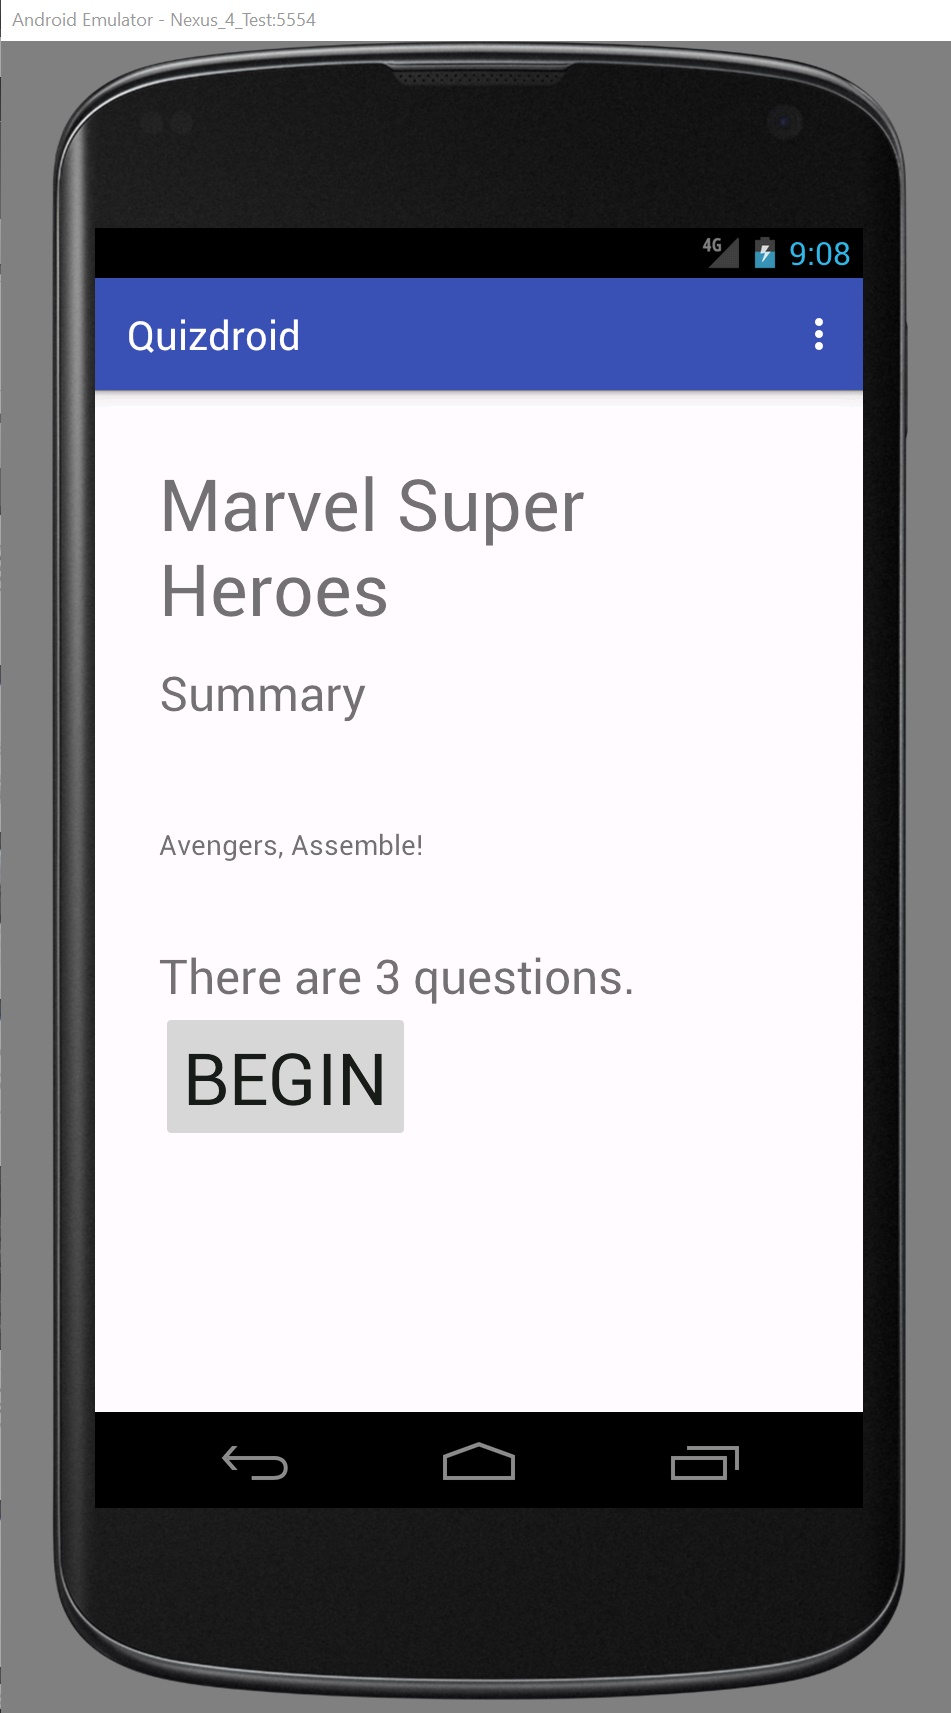 Android Emulator - Nexus_4_Test:5554
4G 9:08
Quizdroid
Marvel Super
Heroes
Summary
Avengers, Assemble!
There are 3 questions.
BEGIN